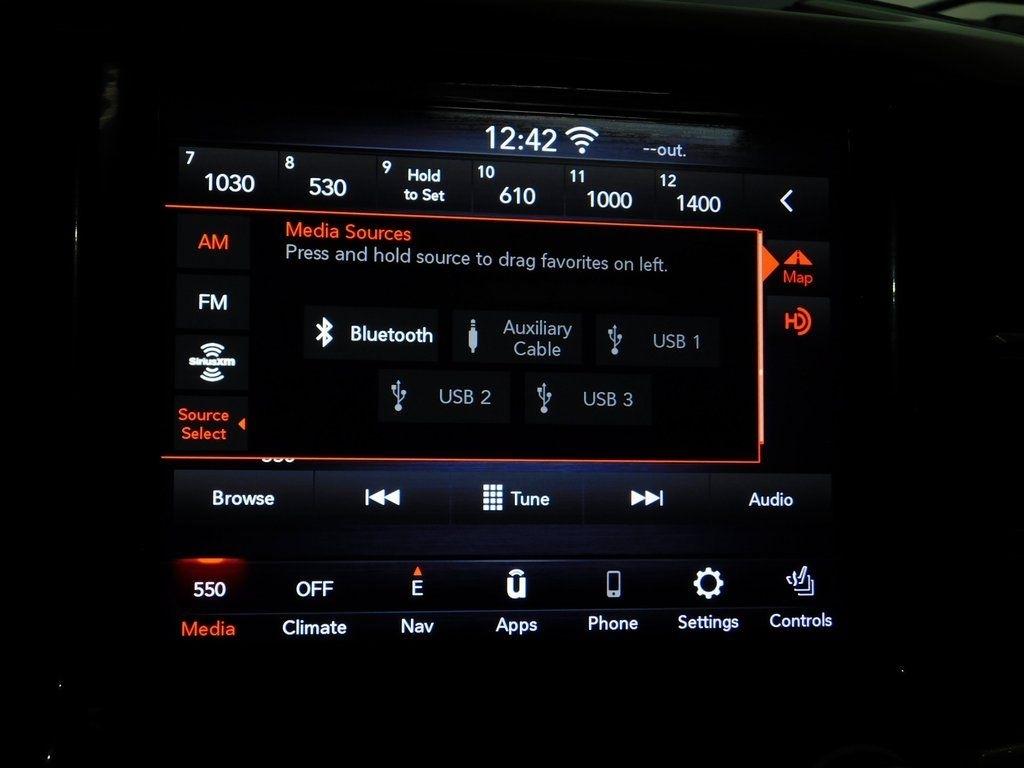 12:42 --out.
7 1030 8 530 9 Hold to Set 10 610 11 1000 12 1400
Media Sources
Press and hold source to drag favorites on left.
AM
FM
SiriusXM
Source
Select
Bluetooth
Auxiliary
Cable
USB 1
USB 2
USB 3
Map
HD
Browse Tune Audio
550 OFF E u
Media Climate Nav Apps Phone Settings Controls